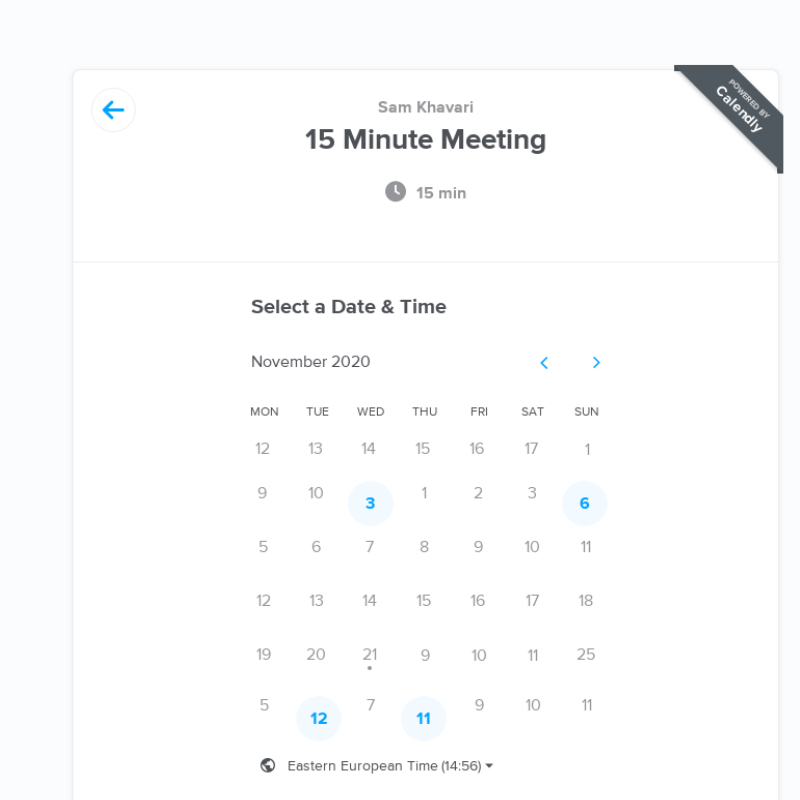 POWERED BY
Calendly
Sam Khavari
15 Minute Meeting
15 min
Select a Date & Time
November 2020
MON TUE WED THU FRI SAT SUN
12 13 14 15 16 17 1
9 10 3 1 2 3 6
5 6 7 8 9 10 11
12 13 14 15 16 17 18
19 20 21 9 10 11 25
5 12 7 11 9 10 11
Eastern European Time (14:56)